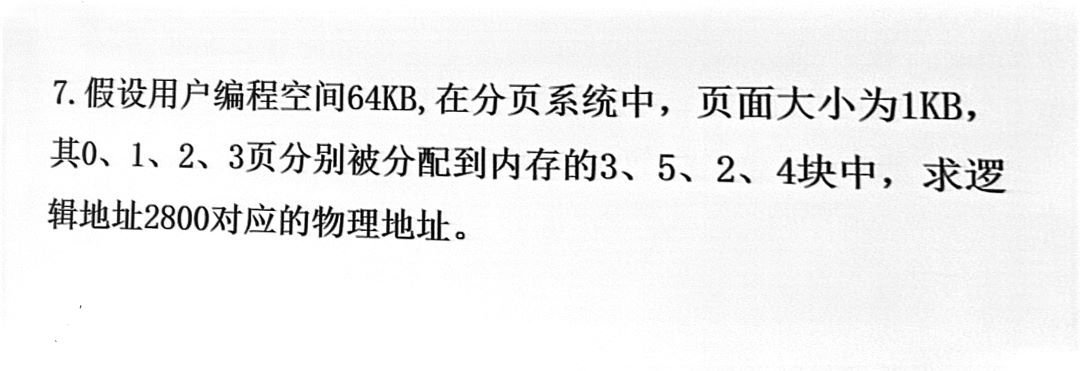 7.假设用户编程空间64KB,在分页系统中，页面大小为1KB，
其0、1、2、3页分别被分配到内存的3、5、2、4块中，求逻
辑地址2800对应的物理地址。